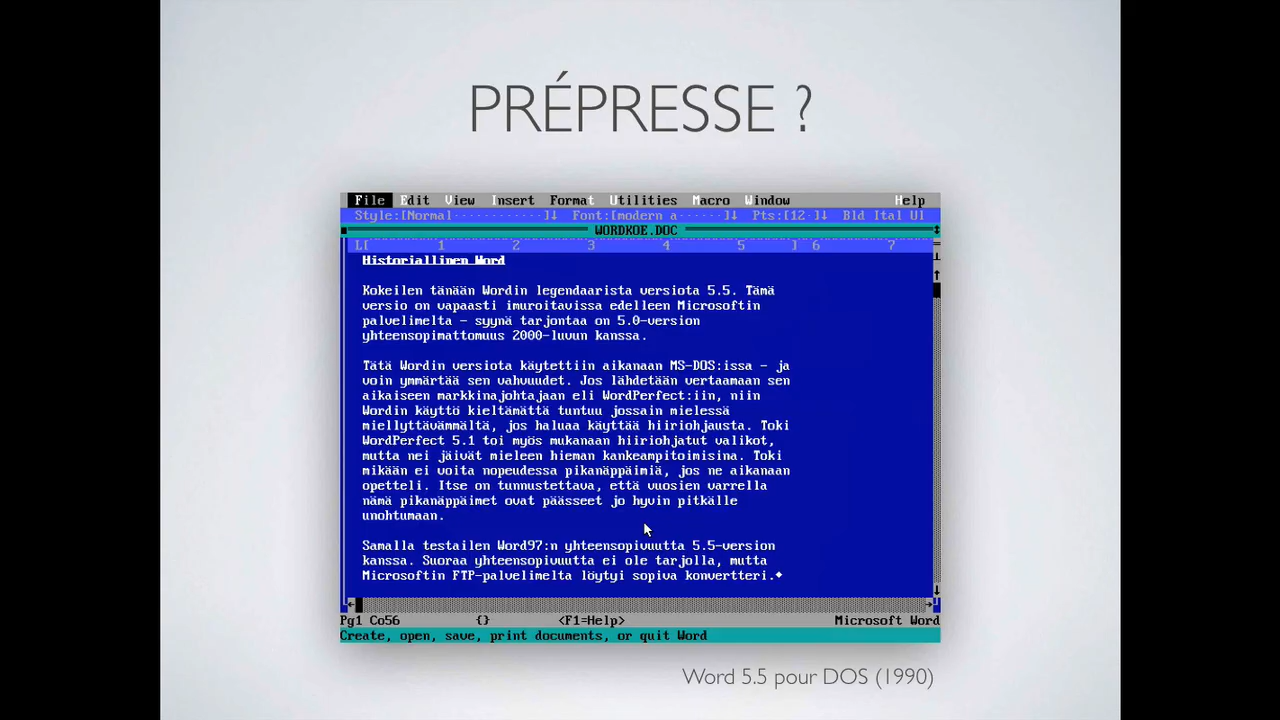 PRÉPRESSE ?
File Edit View Insert Format Utilities Macro Window Help
Style:[Normal············]↓ Font:[modern a······]↓ Pts:[12·]↓ Bld Ital Ul
WORDKOE.DOC
L[ 1 2 3 4 5 ] 6 7
Historiallinen Word
Kokeilen tänään Wordin legendaarista versiota 5.5. Tämä
versio on vapaasti imuroitavissa edelleen Microsoftin
palvelimelta - syynä tarjontaa on 5.0-version
yhteensopimattomuus 2000-luvun kanssa.
Tätä Wordin versiota käytettiin aikanaan MS-DOS:issa - ja
voin ymmärtää sen vahvuudet. Jos lähdetään vertaamaan sen
aikaiseen markkinajohtajaan eli WordPerfect:iin, niin
Wordin käyttö kieltämättä tuntuu jossain mielessä
miellyttävämmältä, jos haluaa käyttää hiiriohjausta. Toki
WordPerfect 5.1 toi myös mukanaan hiiriohjatut valikot,
mutta nei jäivät mieleen hieman kankeampitoimisina. Toki
mikään ei voita nopeudessa pikanäppäimiä, jos ne aikanaan
opetteli. Itse on tunnustettava, että vuosien varrella
nämä pikanäppäimet ovat päässeet jo hyvin pitkälle
unohtumaan.
Samalla testailen Word97:n yhteensopivuutta 5.5-version
kanssa. Suoraa yhteensopivuutta ei ole tarjolla, mutta
Microsoftin FTP-palvelimelta löytyi sopiva konvertteri.♦
Pg1 Co56 {} <F1=Help> Microsoft Word
Create, open, save, print documents, or quit Word
Word 5.5 pour DOS (1990)